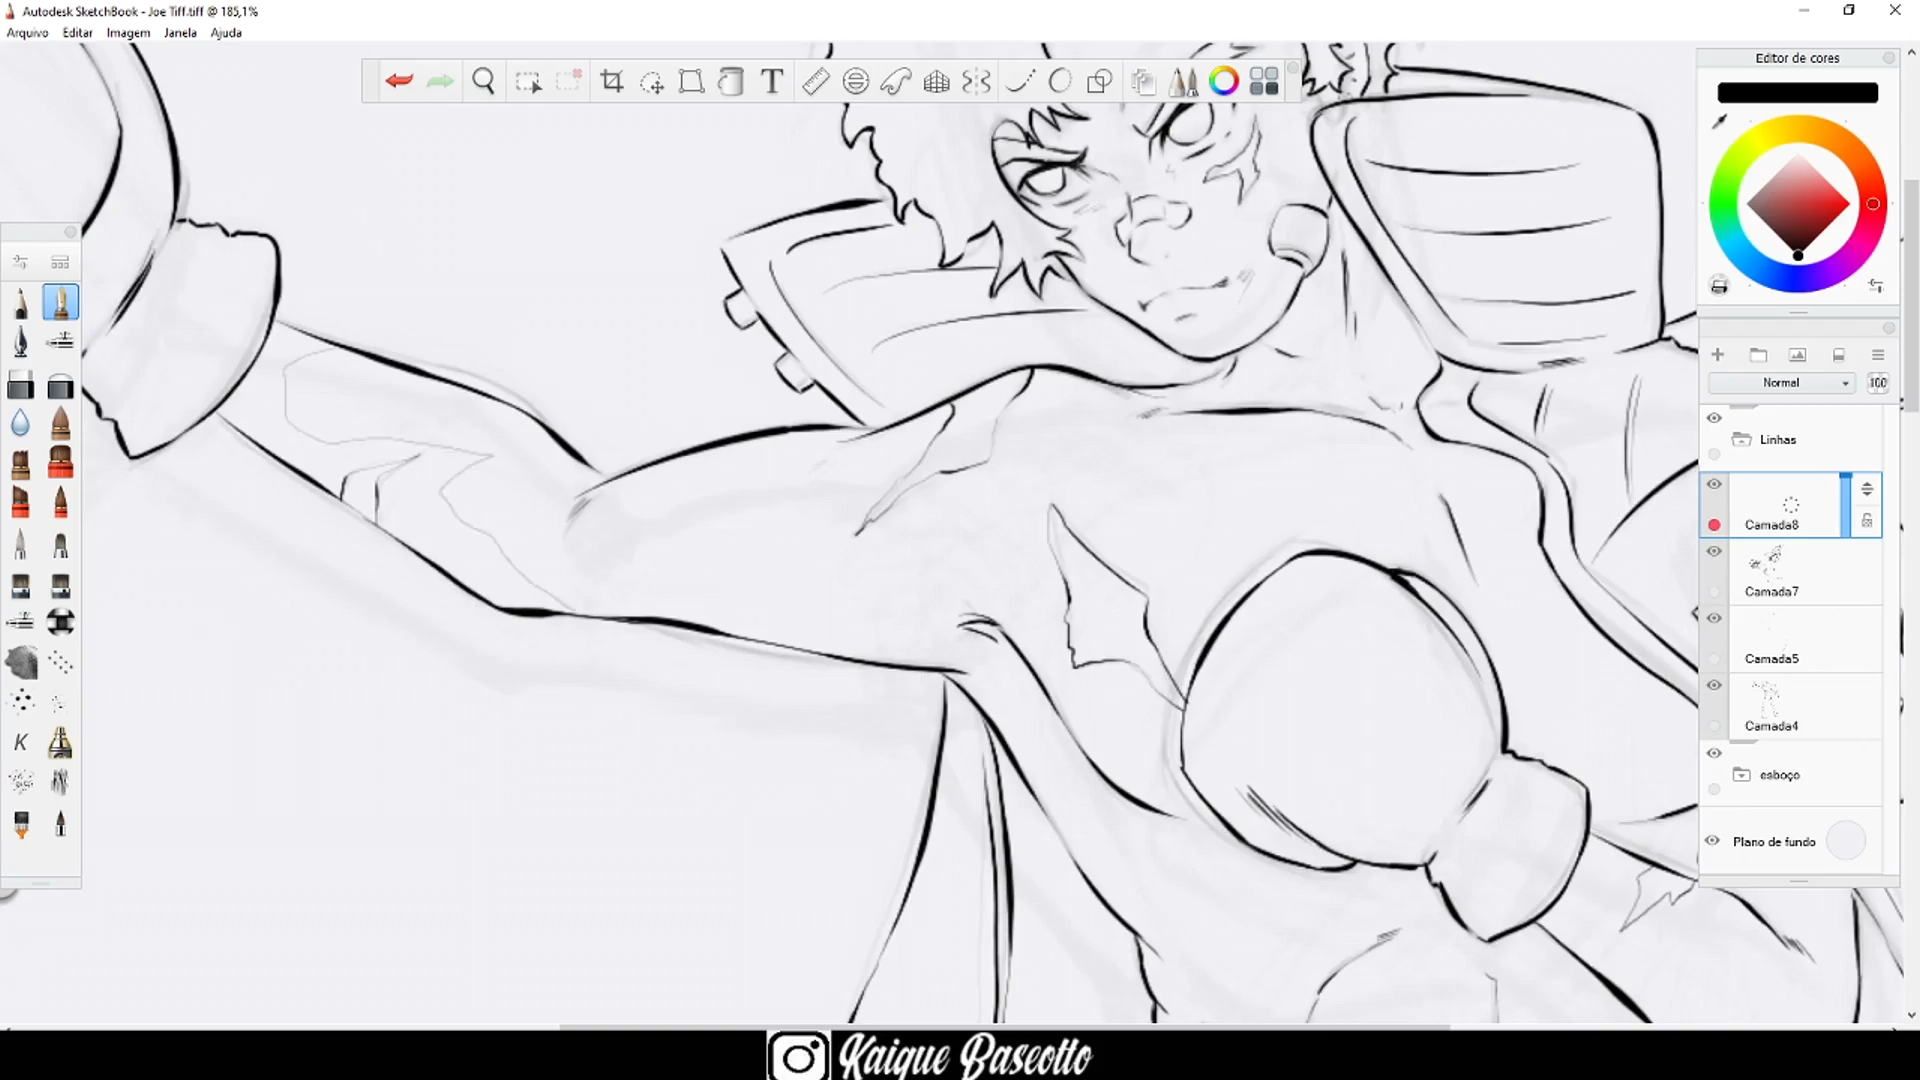 Autodesk SketchBook - Joe Tiff.tiff @ 185,1%
Arquivo Editar Imagem Janela Ajuda
T
K
Editor de cores
Normal 100
Linhas
Camada8
Camada7
Camada5
Camada4
esboço
Plano de fundo
Kaique Baseotto